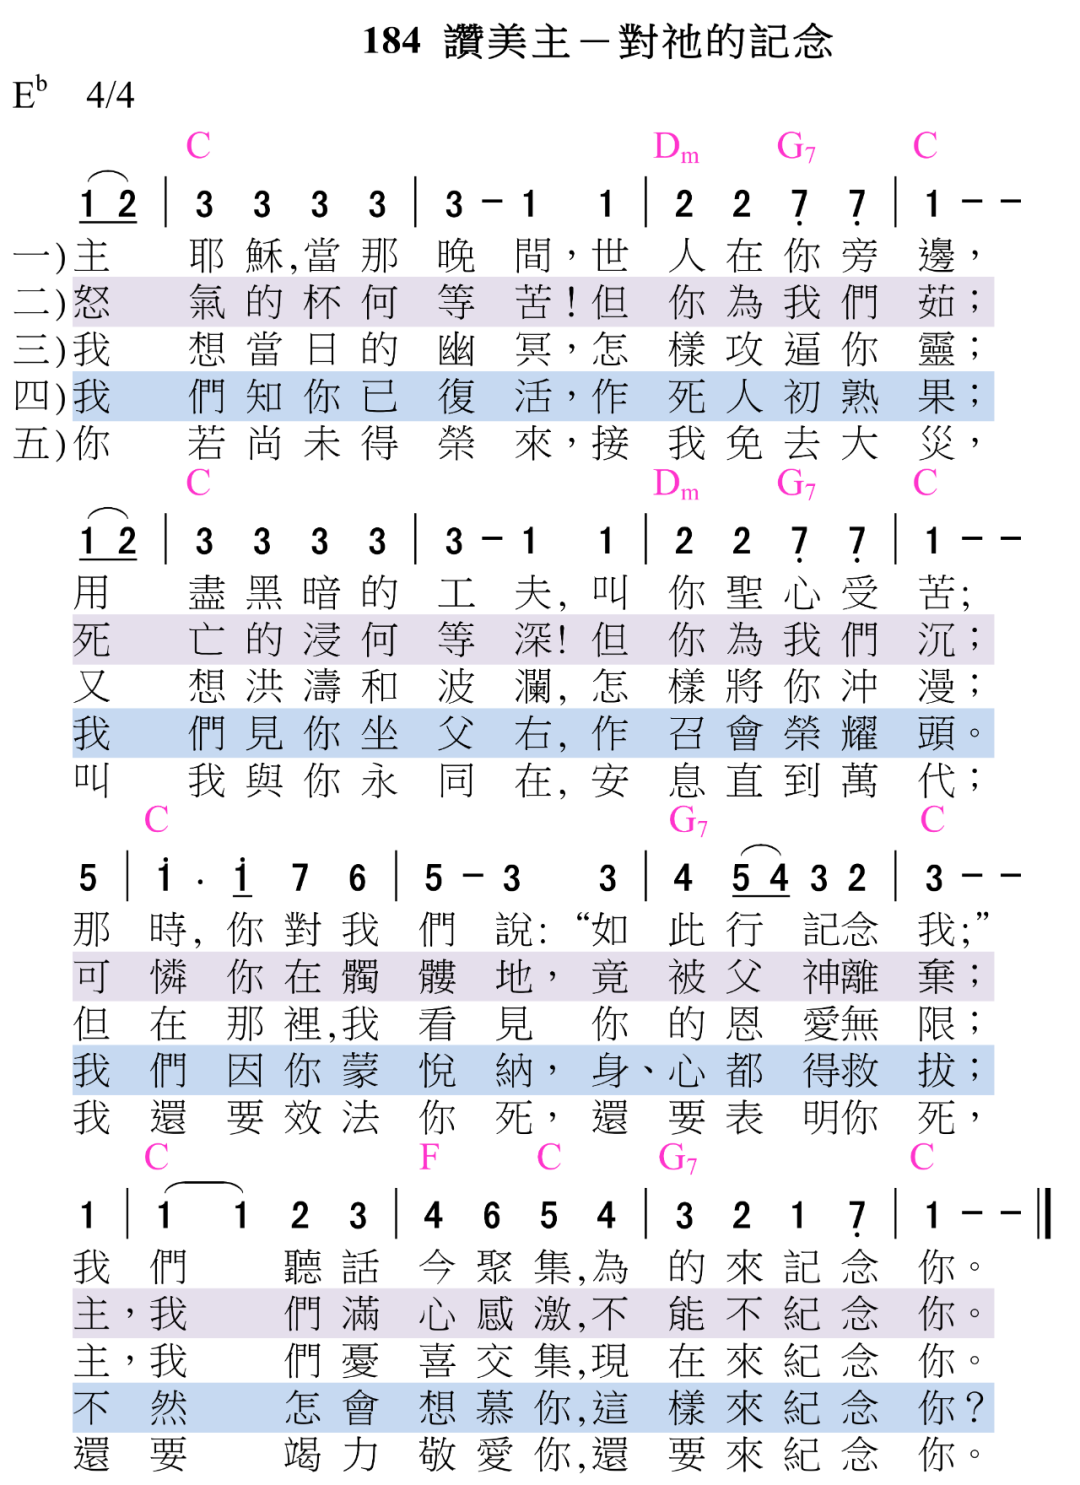 184 讚美主－對祂的記念
E♭ 4/4
C Dm G7 C
1 2 | 3 3 3 3 | 3 － 1 1 | 2 2 7̣ 7̣ | 1 － －
一)主耶穌,當那晚間，世人在你旁邊，
二)怒氣的杯何等苦!但你為我們茹；
三)我想當日的幽冥，怎樣攻逼你靈；
四)我們知你已復活，作死人初熟果；
五)你若尚未得榮來，接我免去大災，
C Dm G7 C
1 2 | 3 3 3 3 | 3 － 1 1 | 2 2 7̣ 7̣ | 1 － －
用盡黑暗的工夫,叫你聖心受苦;
死亡的浸何等深!但你為我們沉；
又想洪濤和波瀾,怎樣將你沖漫；
我們見你坐父右,作召會榮耀頭。
叫我與你永同在,安息直到萬代；
C G7 C
5 | i . i 7 6 | 5 － 3 3 | 4 5 4 3 2 | 3 － －
那時,你對我們說:“如此行記念我;”
可憐你在髑髏地，竟被父神離棄；
但在那裡,我看見你的恩愛無限；
我們因你蒙悅納，身、心都得救拔；
我還要效法你死，還要表明你死，
C F C G7 C
1 | 1 1 2 3 | 4 6 5 4 | 3 2 1 7̣ | 1 － － ‖
我們聽話今聚集,為的來記念你。
主，我們滿心感激,不能不紀念你。
主，我們憂喜交集,現在來紀念你。
不然怎會想慕你,這樣來紀念你？
還要竭力敬愛你,還要來紀念你。